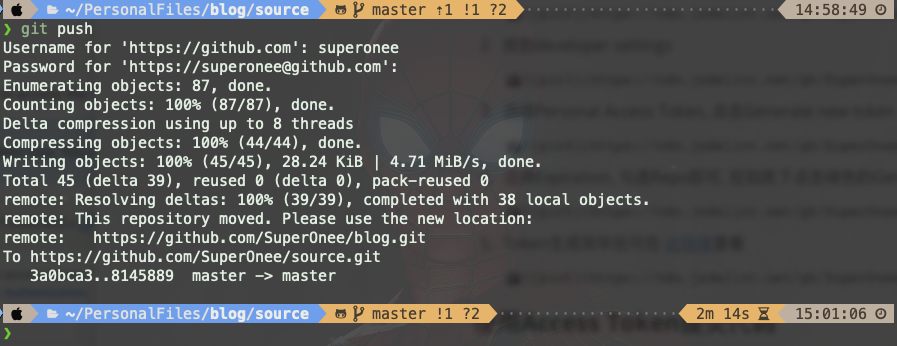 ~/PersonalFiles/blog/source master ↑1 !1 ?2 14:58:49
❯ git push
Username for 'https://github.com': superonee
Password for 'https://superonee@github.com':
Enumerating objects: 87, done.
Counting objects: 100% (87/87), done.
Delta compression using up to 8 threads
Compressing objects: 100% (44/44), done.
Writing objects: 100% (45/45), 28.24 KiB | 4.71 MiB/s, done.
Total 45 (delta 39), reused 0 (delta 0), pack-reused 0
remote: Resolving deltas: 100% (39/39), completed with 38 local objects.
remote: This repository moved. Please use the new location:
remote:   https://github.com/SuperOnee/blog.git
To https://github.com/SuperOnee/source.git
   3a0bca3..8145889  master -> master
~/PersonalFiles/blog/source master !1 ?2 2m 14s 15:01:06
❯